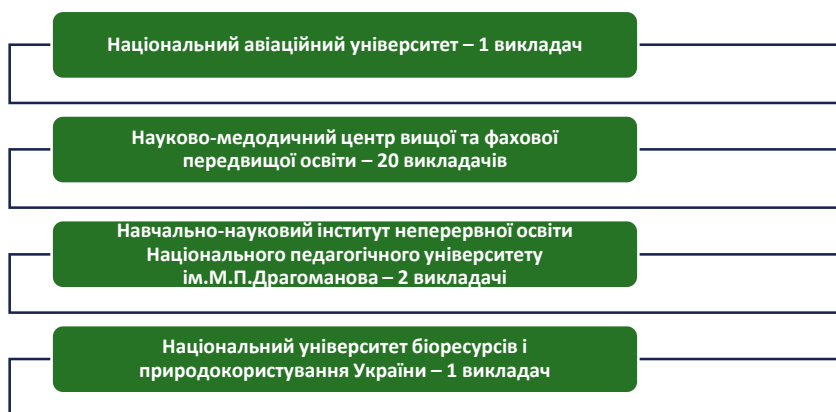 Національний авіаційний університет – 1 викладач
Науково-медодичний центр вищої та фахової
передвищої освіти – 20 викладачів
Навчально-науковий інститут неперервної освіти
Національного педагогічного університету
ім.М.П.Драгоманова – 2 викладачі
Національний університет біоресурсів і
природокористування України – 1 викладач